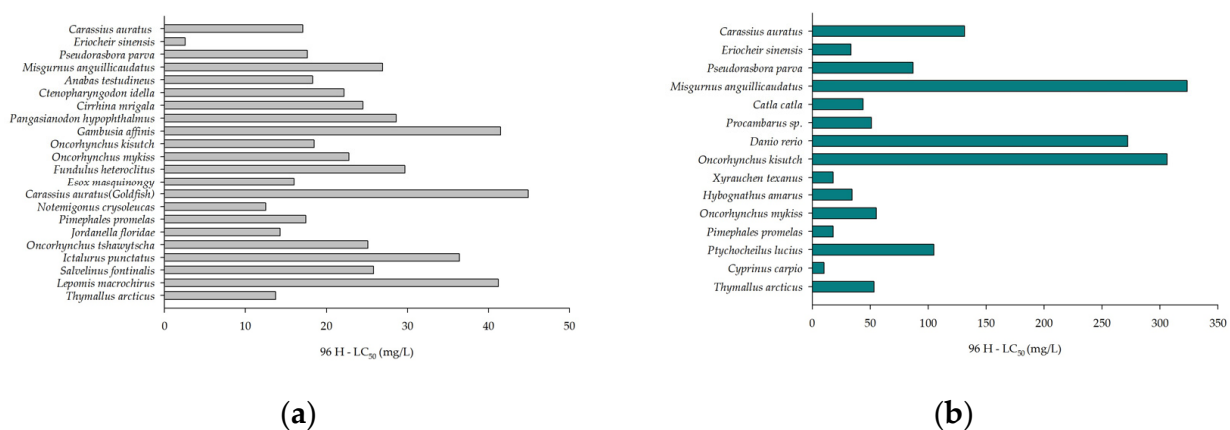 Carassius auratus
Eriocheir sinensis
Pseudorasbora parva
Misgurnus anguillicaudatus
Anabas testudineus
Ctenopharyngodon idella
Cirrhina mrigala
Pangasianodon hypophthalmus
Gambusia affinis
Oncorhynchus kisutch
Oncorhynchus mykiss
Fundulus heteroclitus
Esox masquinongy
Carassius auratus(Goldfish)
Notemigonus crysoleucas
Pimephales promelas
Jordanella floridae
Oncorhynchus tshawytscha
Ictalurus punctatus
Salvelinus fontinalis
Lepomis macrochirus
Thymallus arcticus
0 10 20 30 40 50
96 H - LC50 (mg/L)
(a)
Carassius auratus
Eriocheir sinensis
Pseudorasbora parva
Misgurnus anguillicaudatus
Catla catla
Procambarus sp.
Danio rerio
Oncorhynchus kisutch
Xyrauchen texanus
Hybognathus amarus
Oncorhynchus mykiss
Pimephales promelas
Ptychocheilus lucius
Cyprinus carpio
Thymallus arcticus
0 50 100 150 200 250 300 350
96 H - LC50 (mg/L)
(b)